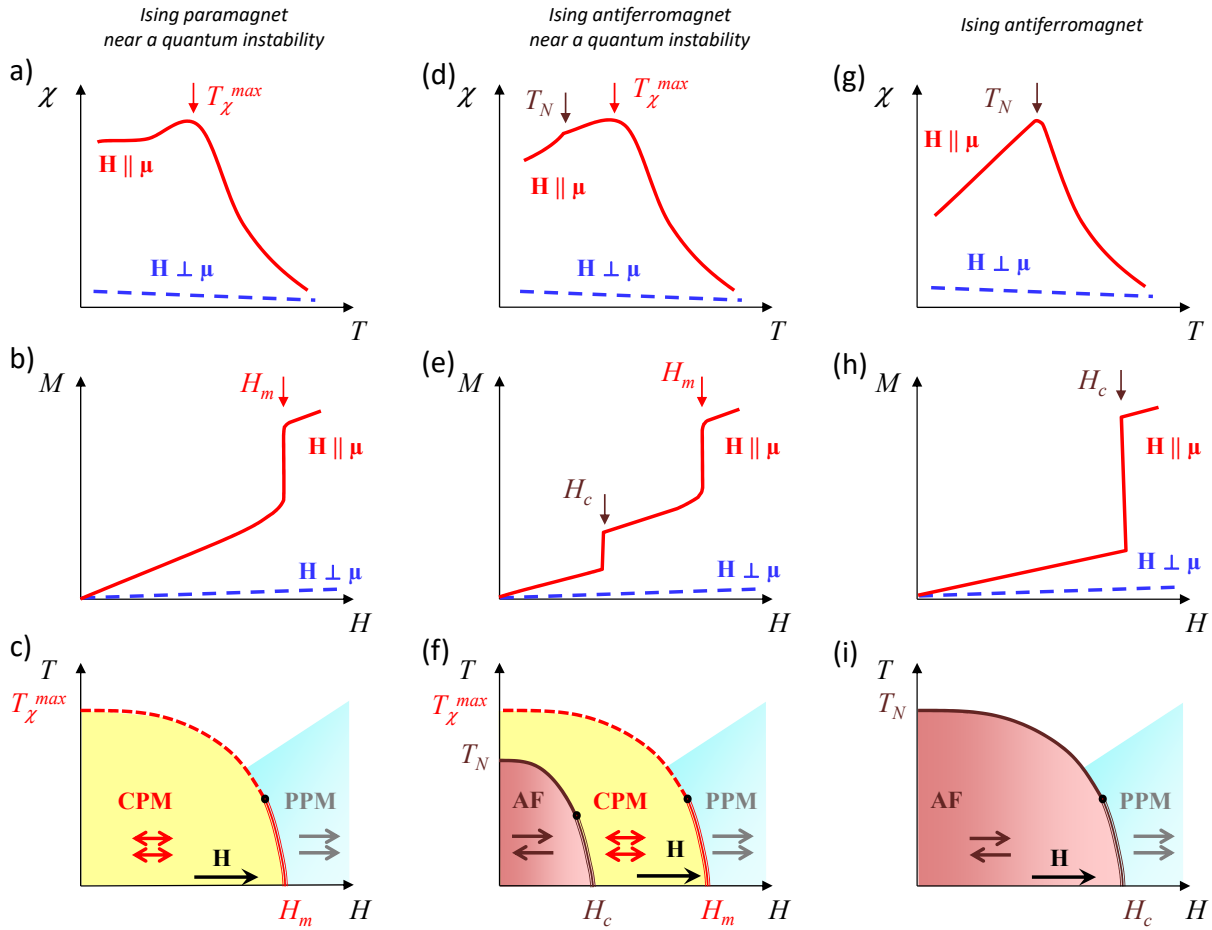 Ising paramagnet
near a quantum instability
Ising antiferromagnet
near a quantum instability
Ising antiferromagnet
a)
χ
T_χ^max
H || μ
H ⊥ μ
T
(d)
χ
T_N
T_χ^max
H || μ
H ⊥ μ
T
(g)
χ
T_N
H || μ
H ⊥ μ
T
b)
M
H_m
H || μ
H ⊥ μ
H
(e)
M
H_m
H || μ
H_c
H ⊥ μ
H
(h)
M
H_c
H || μ
H ⊥ μ
H
c)
T
T_χ^max
CPM
PPM
H
H_m
H
(f)
T
T_χ^max
T_N
AF
CPM
PPM
H
H_c
H_m
H
(i)
T
T_N
AF
PPM
H
H_c
H